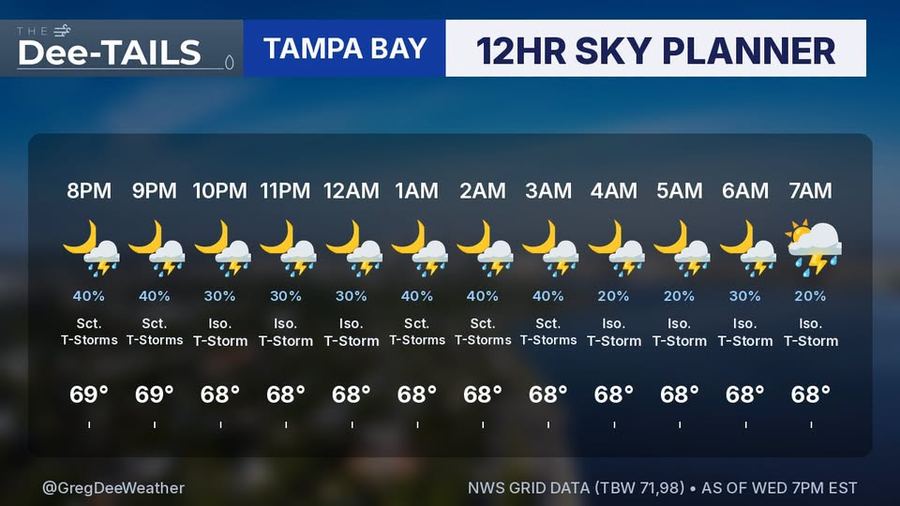 THE
Dee-TAILS
TAMPA BAY
12HR SKY PLANNER
8PM 9PM 10PM 11PM 12AM 1AM 2AM 3AM 4AM 5AM 6AM 7AM
40% 40% 30% 30% 30% 40% 40% 40% 20% 20% 30% 20%
Sct. Sct. Iso. Iso. Iso. Sct. Sct. Sct. Iso. Iso. Iso. Iso.
T-Storms T-Storms T-Storm T-Storm T-Storm T-Storms T-Storms T-Storms T-Storm T-Storm T-Storm T-Storm
69° 69° 68° 68° 68° 68° 68° 68° 68° 68° 68° 68°
@GregDeeWeather
NWS GRID DATA (TBW 71,98) • AS OF WED 7PM EST